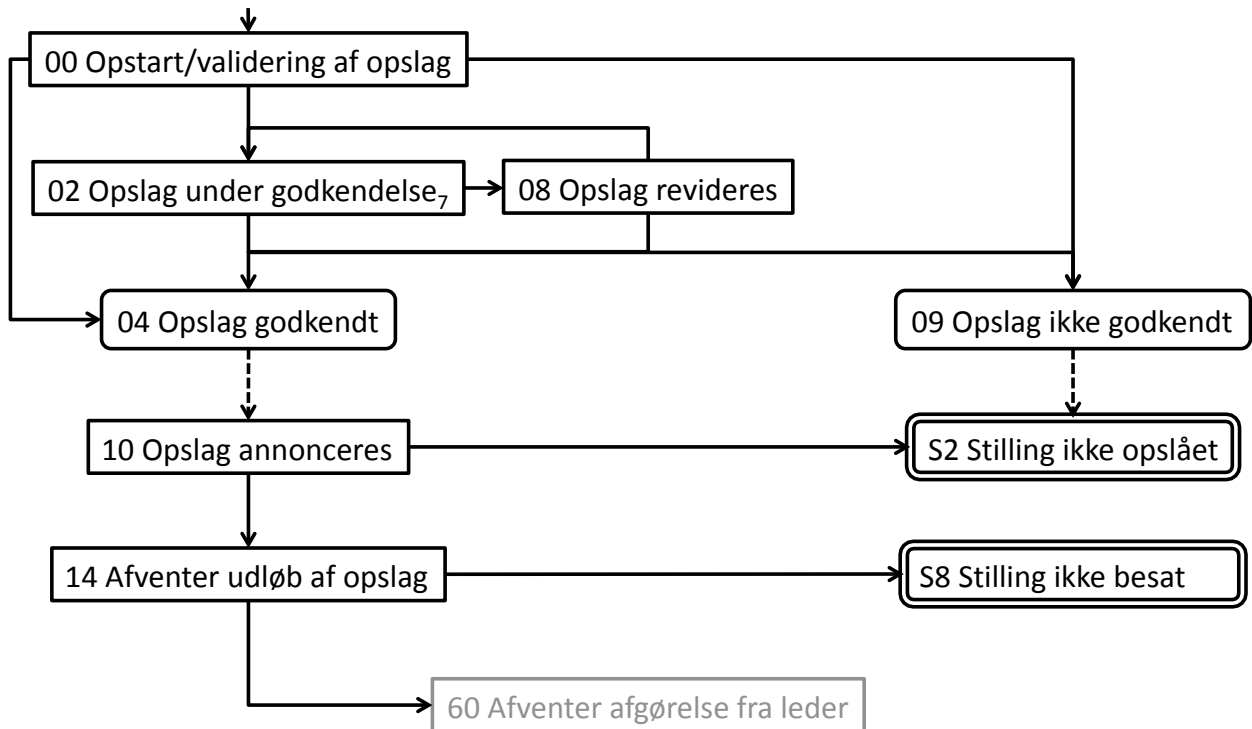 00 Opstart/validering af opslag
02 Opslag under godkendelse₇
08 Opslag revideres
04 Opslag godkendt
09 Opslag ikke godkendt
10 Opslag annonceres
S2 Stilling ikke opslået
14 Afventer udløb af opslag
S8 Stilling ikke besat
60 Afventer afgørelse fra leder